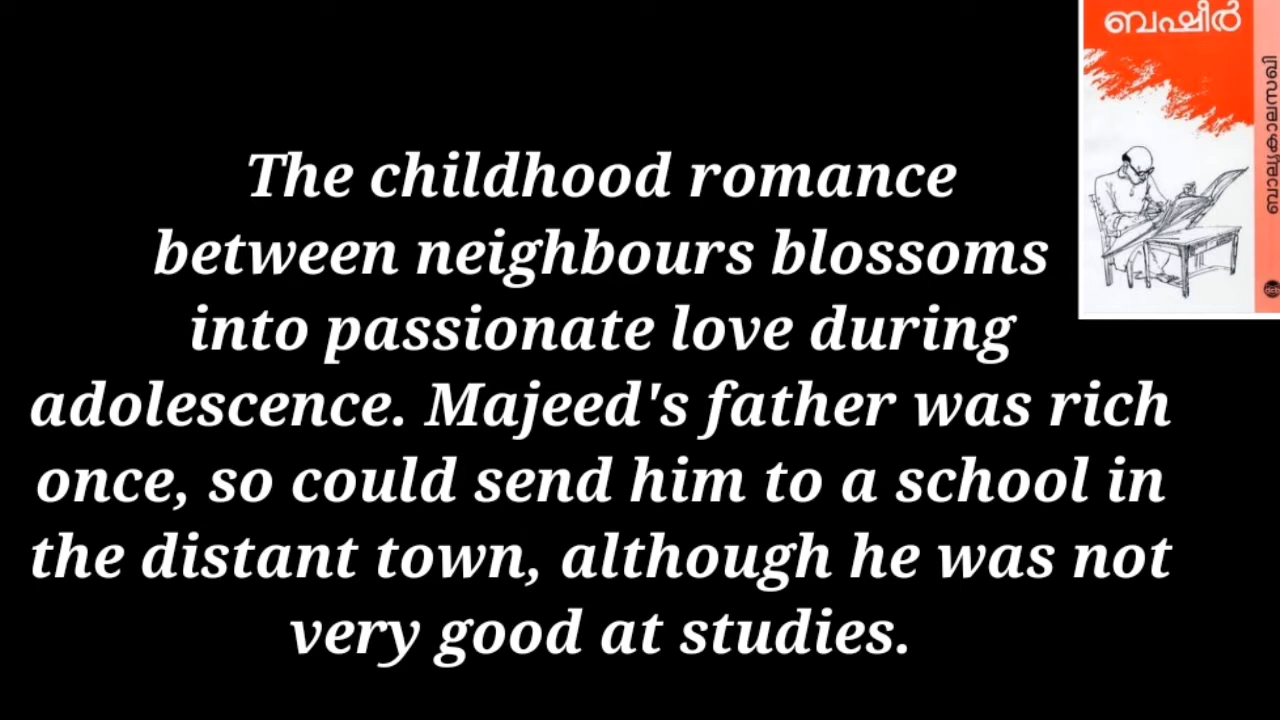 ബഷീർ
ബാല്യകാലസഖി
The childhood romance
between neighbours blossoms
into passionate love during
adolescence. Majeed's father was rich
once, so could send him to a school in
the distant town, although he was not
very good at studies.